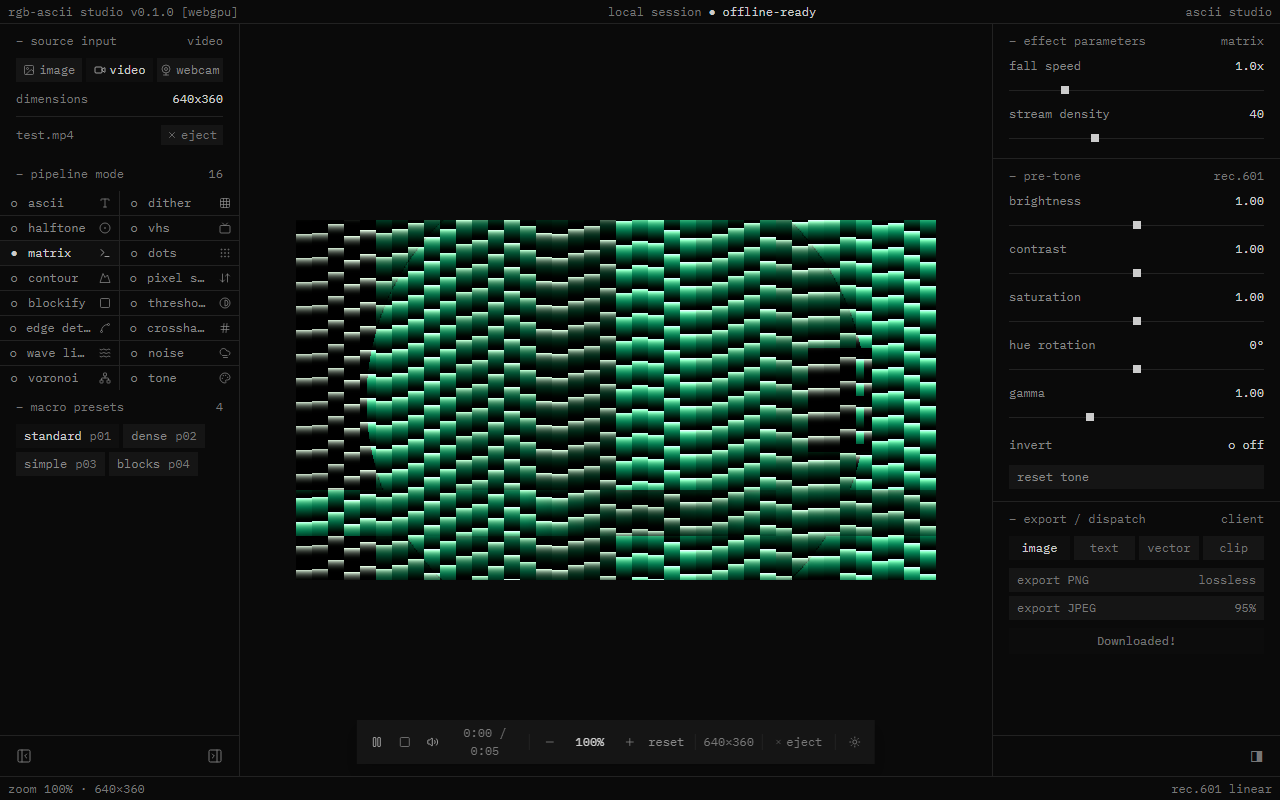 rgb-ascii studio v0.1.0 [webgpu]
local session ● offline-ready
ascii studio
− source input video
image video webcam
dimensions 640x360
test.mp4 × eject
− pipeline mode 16
ascii dither
halftone vhs
matrix dots
contour pixel s…
blockify thresho…
edge det… crossha…
wave li… noise
voronoi tone
− macro presets 4
standard p01 dense p02
simple p03 blocks p04
0:00 / 0:05
− 100% + reset 640×360 × eject
− effect parameters matrix
fall speed 1.0x
stream density 40
− pre-tone rec.601
brightness 1.00
contrast 1.00
saturation 1.00
hue rotation 0°
gamma 1.00
invert o off
reset tone
− export / dispatch client
image text vector clip
export PNG lossless
export JPEG 95%
Downloaded!
zoom 100% · 640×360
rec.601 linear